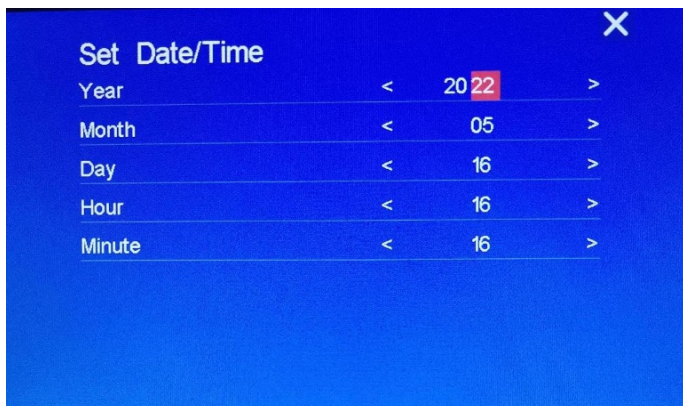 X
Set Date/Time
Year < 2022 >
Month < 05 >
Day < 16 >
Hour < 16 >
Minute < 16 >